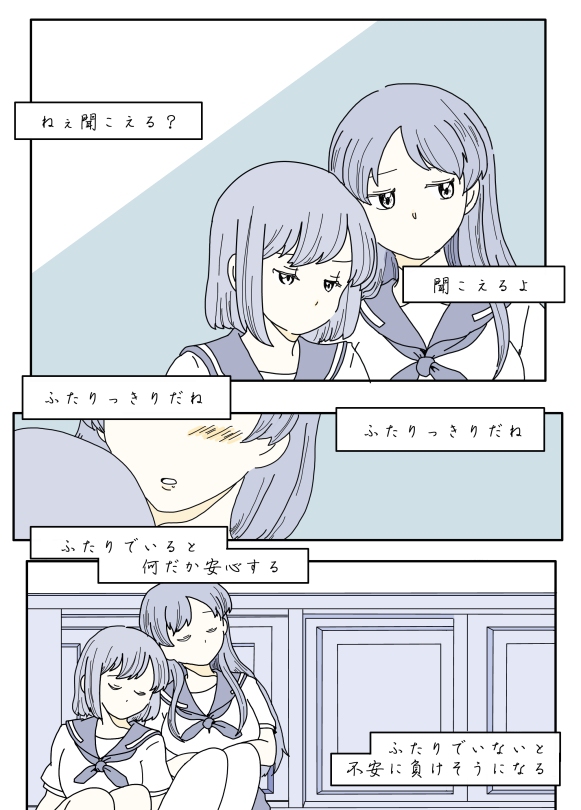 ねぇ聞こえる？
聞こえるよ
ふたりっきりだね
ふたりっきりだね
ふたりでいると
何だか安心する
ふたりでいないと
不安に負けそうになる